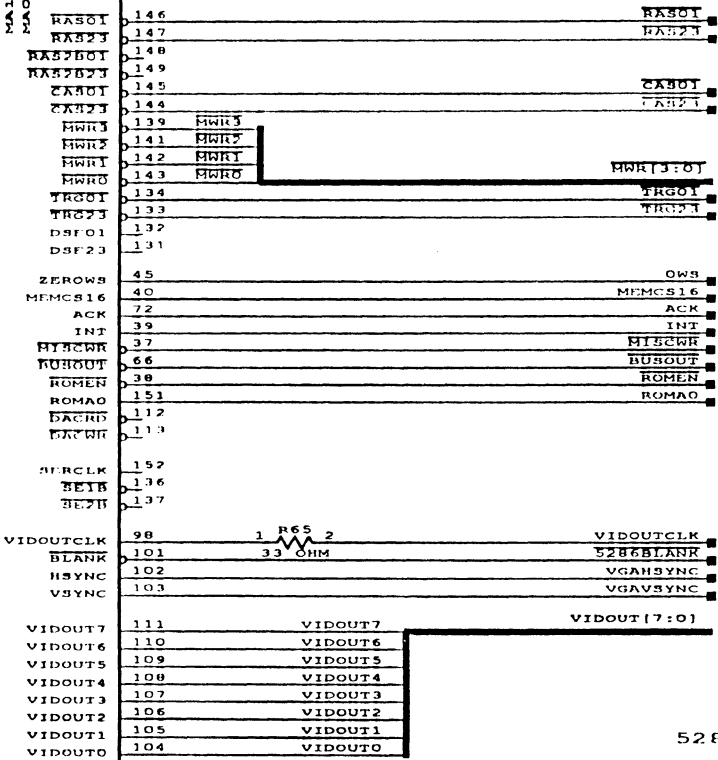 MA1
MA0
RAS01 146 RAS01
RAS23 147 RAS23
RAS2B01 148
RAS2B23 149
CAS01 145 CAS01
CAS23 144 CAS23
MWR3 139 MWR3
MWR2 141 MWR2
MWR1 142 MWR1
MWR0 143 MWR0 MWR[3:0]
TRG01 134 TRG01
TRG23 133 TRG23
DSF01 132
DSF23 131
ZEROWS 45 OWS
MEMCS16 40 MEMCS16
ACK 72 ACK
INT 39 INT
MISCWR 37 MISCWR
BUSOUT 66 BUSOUT
ROMEN 38 ROMEN
ROMA0 151 ROMA0
DACRD 112
DACWR 113
SERCLK 152
SE1B 136
SE2B 137
VIDOUTCLK 98 1 R65 2 VIDOUTCLK
33 OHM
BLANK 101 5286BLANK
HSYNC 102 VGAHSYNC
VSYNC 103 VGAVSYNC
VIDOUT[7:0]
VIDOUT7 111 VIDOUT7
VIDOUT6 110 VIDOUT6
VIDOUT5 109 VIDOUT5
VIDOUT4 108 VIDOUT4
VIDOUT3 107 VIDOUT3
VIDOUT2 106 VIDOUT2
VIDOUT1 105 VIDOUT1
VIDOUT0 104 VIDOUT0
528